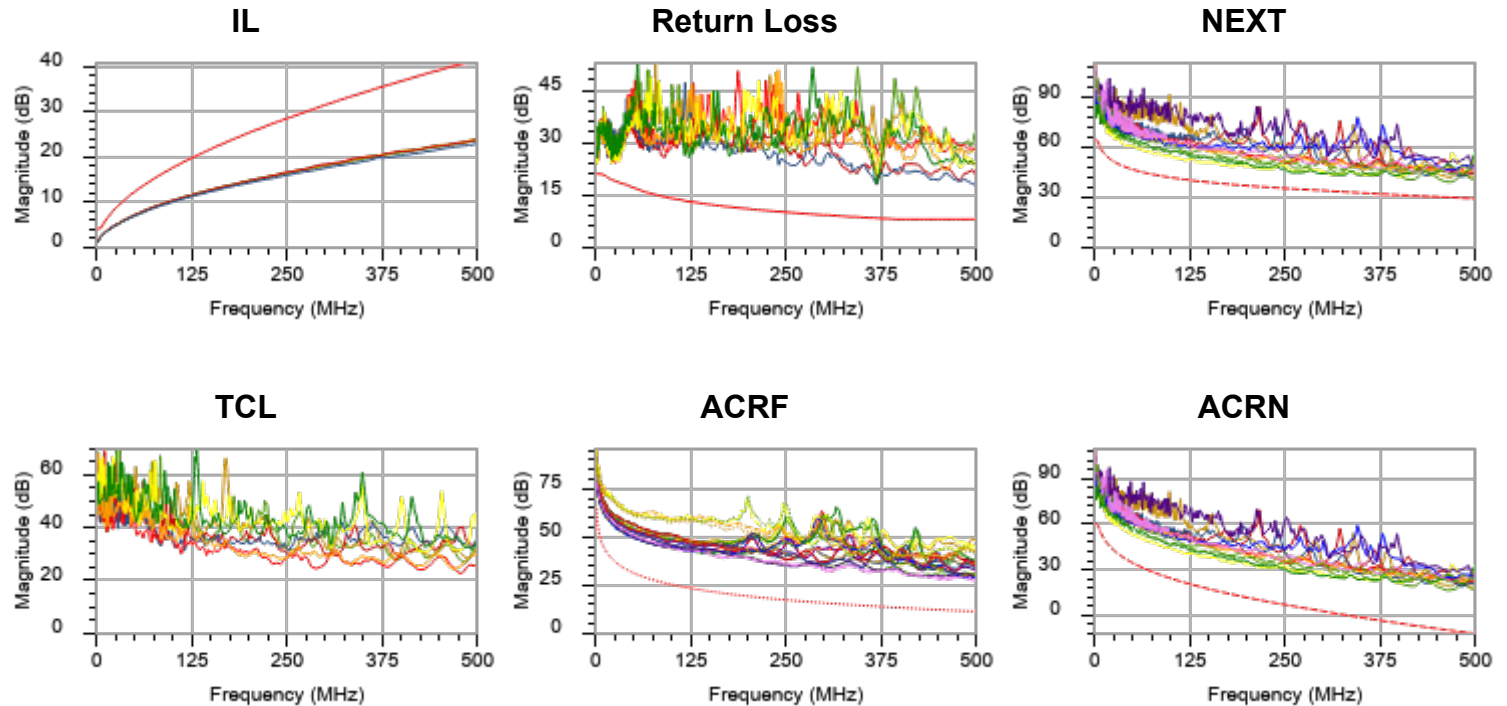 IL
Return Loss
NEXT
Magnitude (dB)
40
30
20
10
0
0 125 250 375 500
Frequency (MHz)
Magnitude (dB)
45
30
15
0
0 125 250 375 500
Frequency (MHz)
Magnitude (dB)
90
60
30
0
0 125 250 375 500
Frequency (MHz)
TCL
ACRF
ACRN
Magnitude (dB)
60
40
20
0
0 125 250 375 500
Frequency (MHz)
Magnitude (dB)
75
50
25
0
0 125 250 375 500
Frequency (MHz)
Magnitude (dB)
90
60
30
0
0 125 250 375 500
Frequency (MHz)